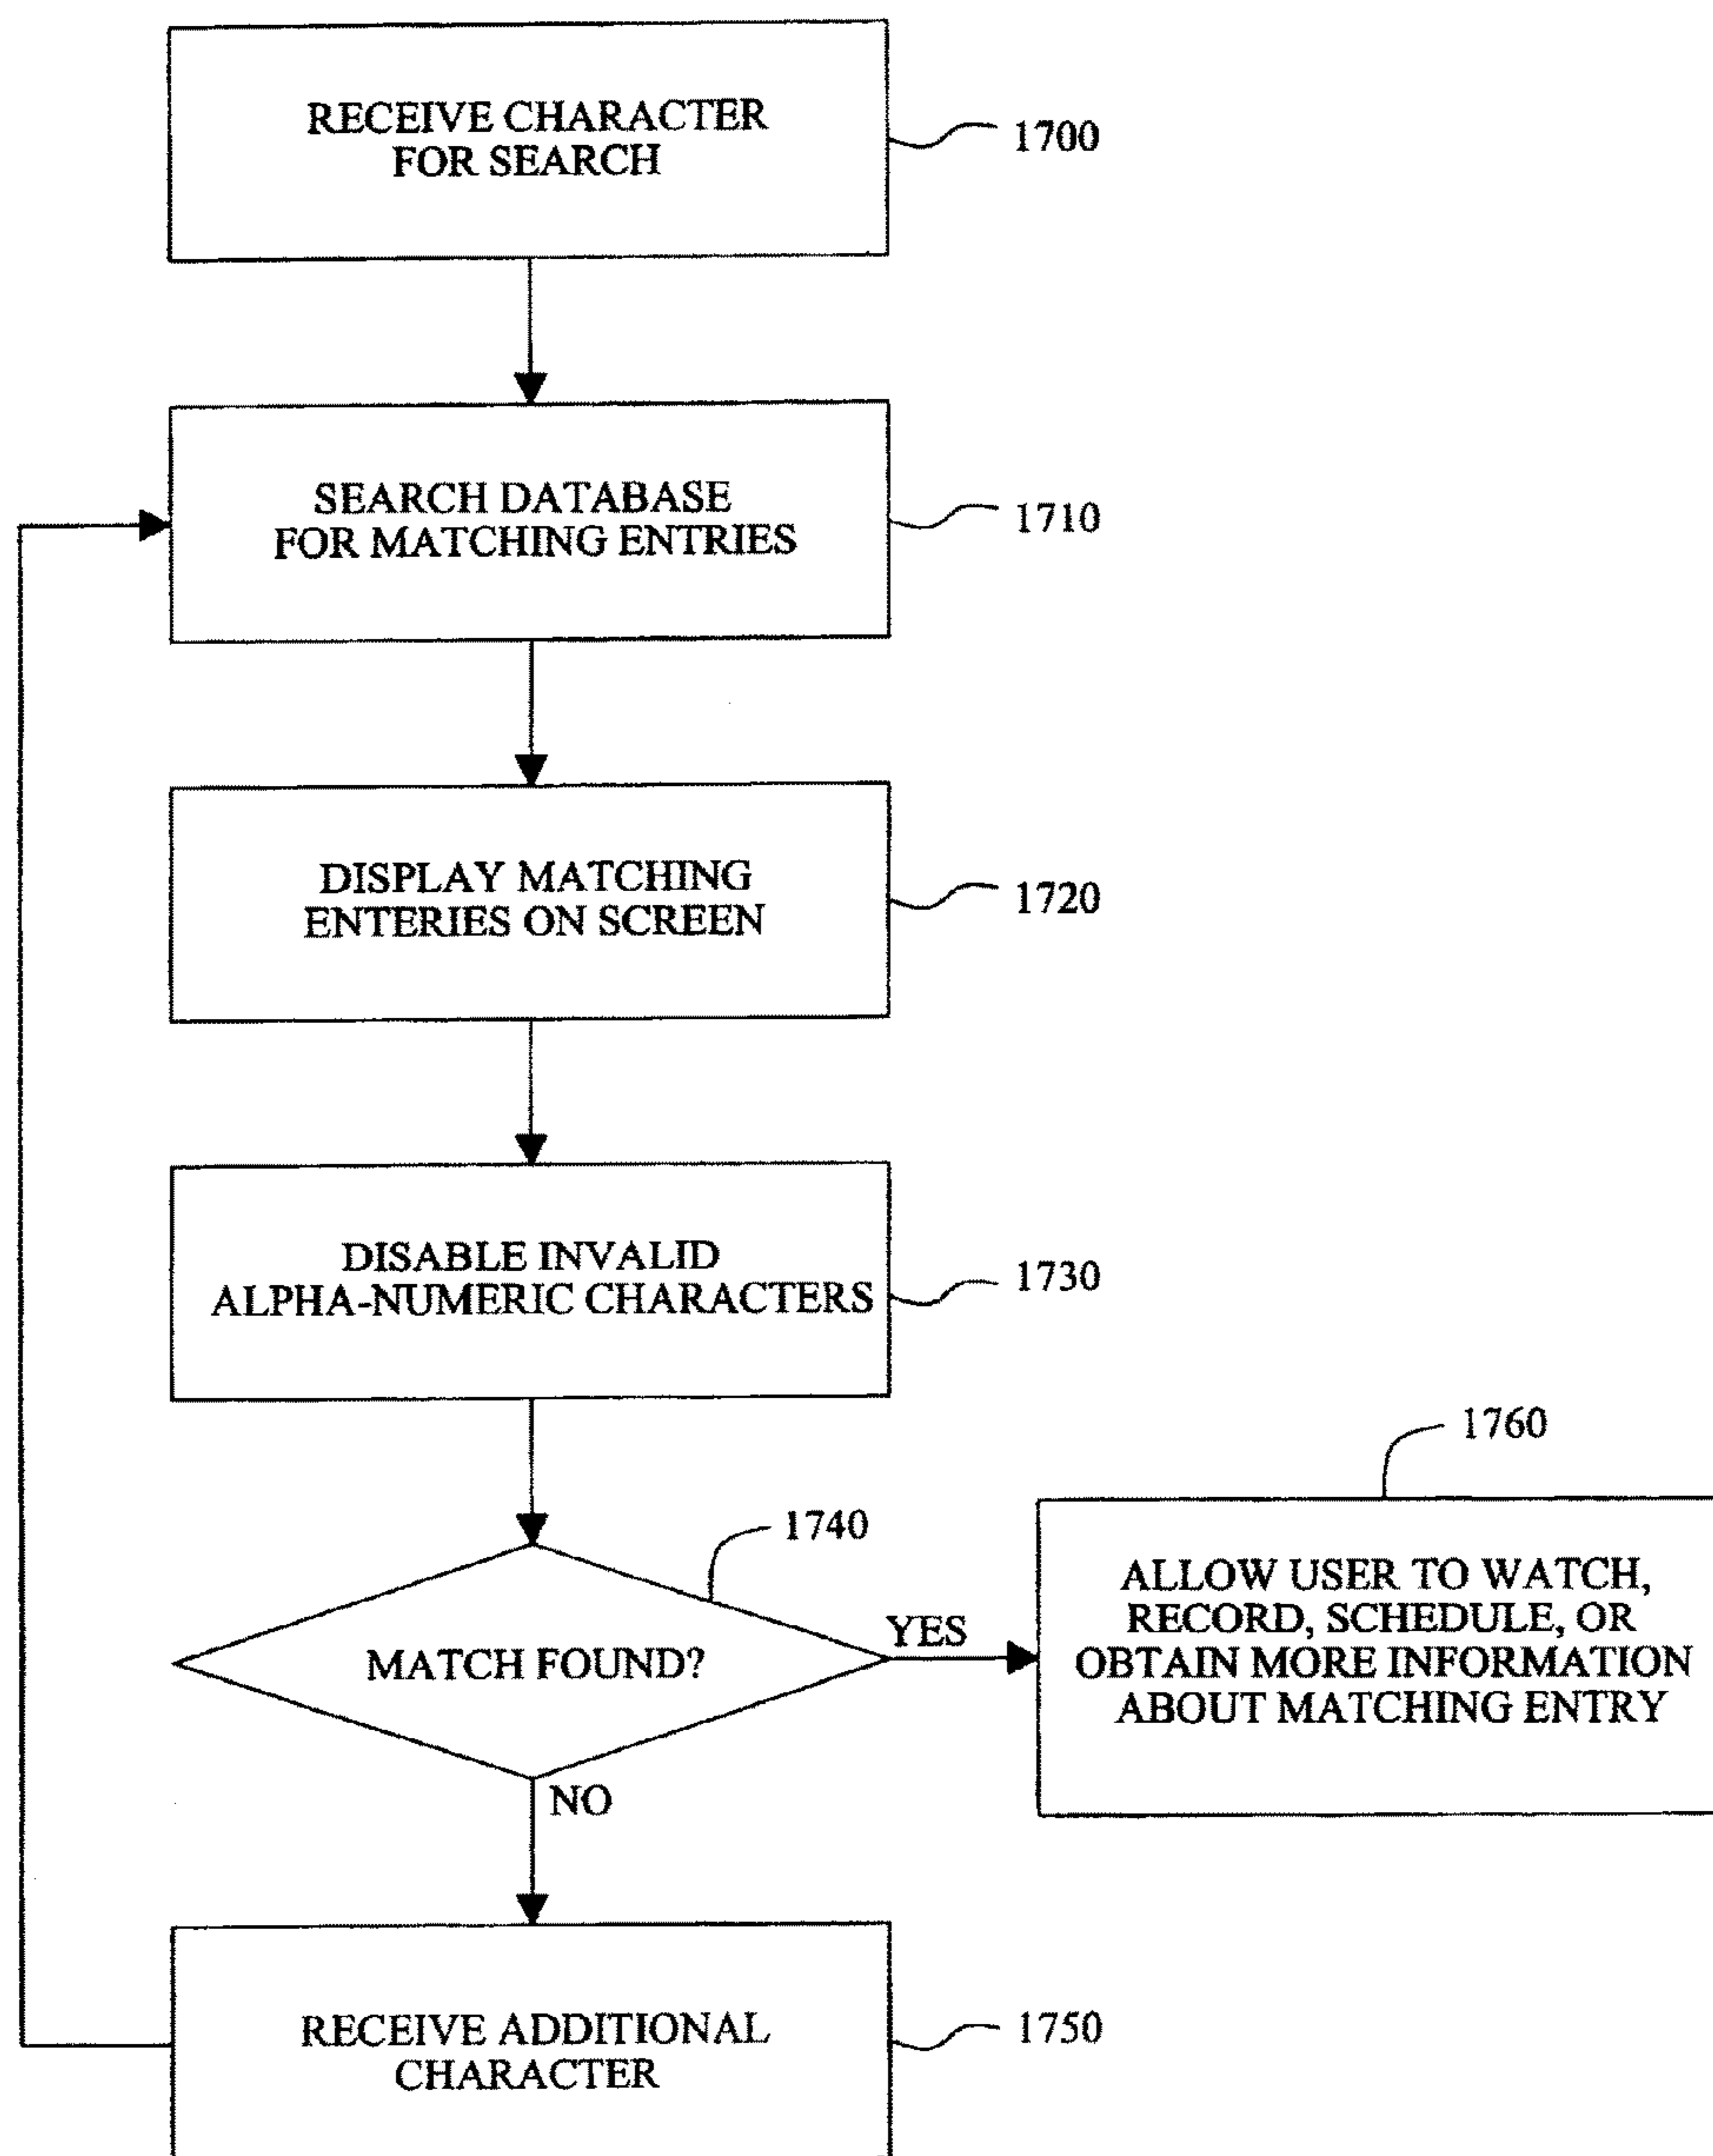 RECEIVE CHARACTER
FOR SEARCH
1700
SEARCH DATABASE
FOR MATCHING ENTRIES
1710
DISPLAY MATCHING
ENTERIES ON SCREEN
1720
DISABLE INVALID
ALPHA-NUMERIC CHARACTERS
1730
1740
MATCH FOUND?
YES
NO
1760
ALLOW USER TO WATCH,
RECORD, SCHEDULE, OR
OBTAIN MORE INFORMATION
ABOUT MATCHING ENTRY
RECEIVE ADDITIONAL
CHARACTER
1750